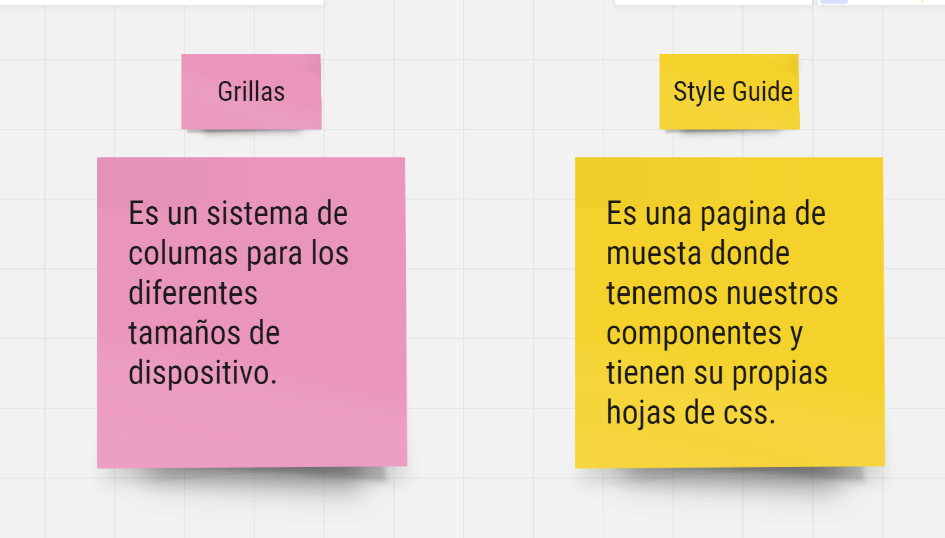 Grillas
Es un sistema de
columas para los
diferentes
tamaños de
dispositivo.
Style Guide
Es una pagina de
muesta donde
tenemos nuestros
componentes y
tienen su propias
hojas de css.